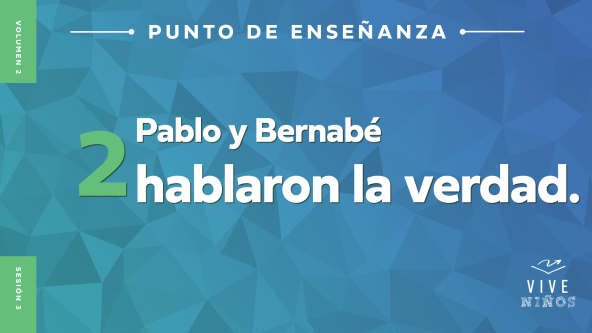 VOLUMEN 2
PUNTO DE ENSEÑANZA
2
Pablo y Bernabé
hablaron la verdad.
SESIÓN 3
VIVE
NIÑOS